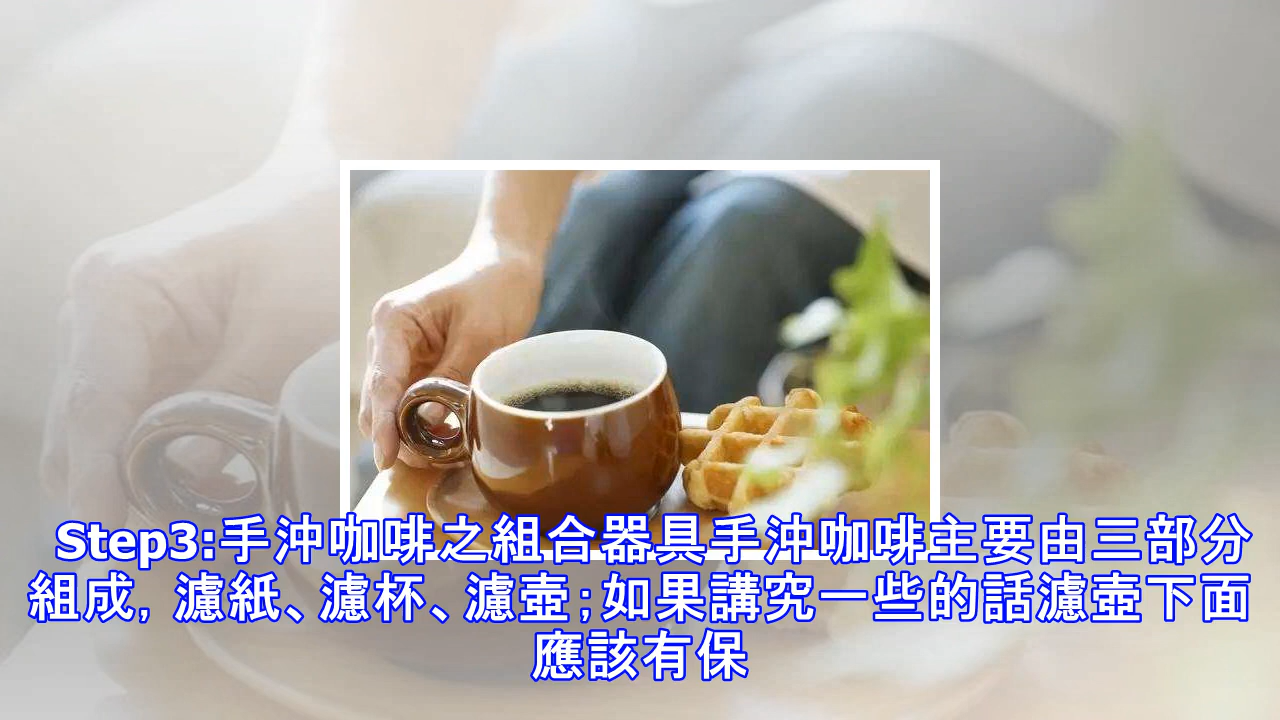 Step3:手沖咖啡之組合器具手沖咖啡主要由三部分
組成, 濾紙、濾杯、濾壺;如果講究一些的話濾壺下面
應該有保